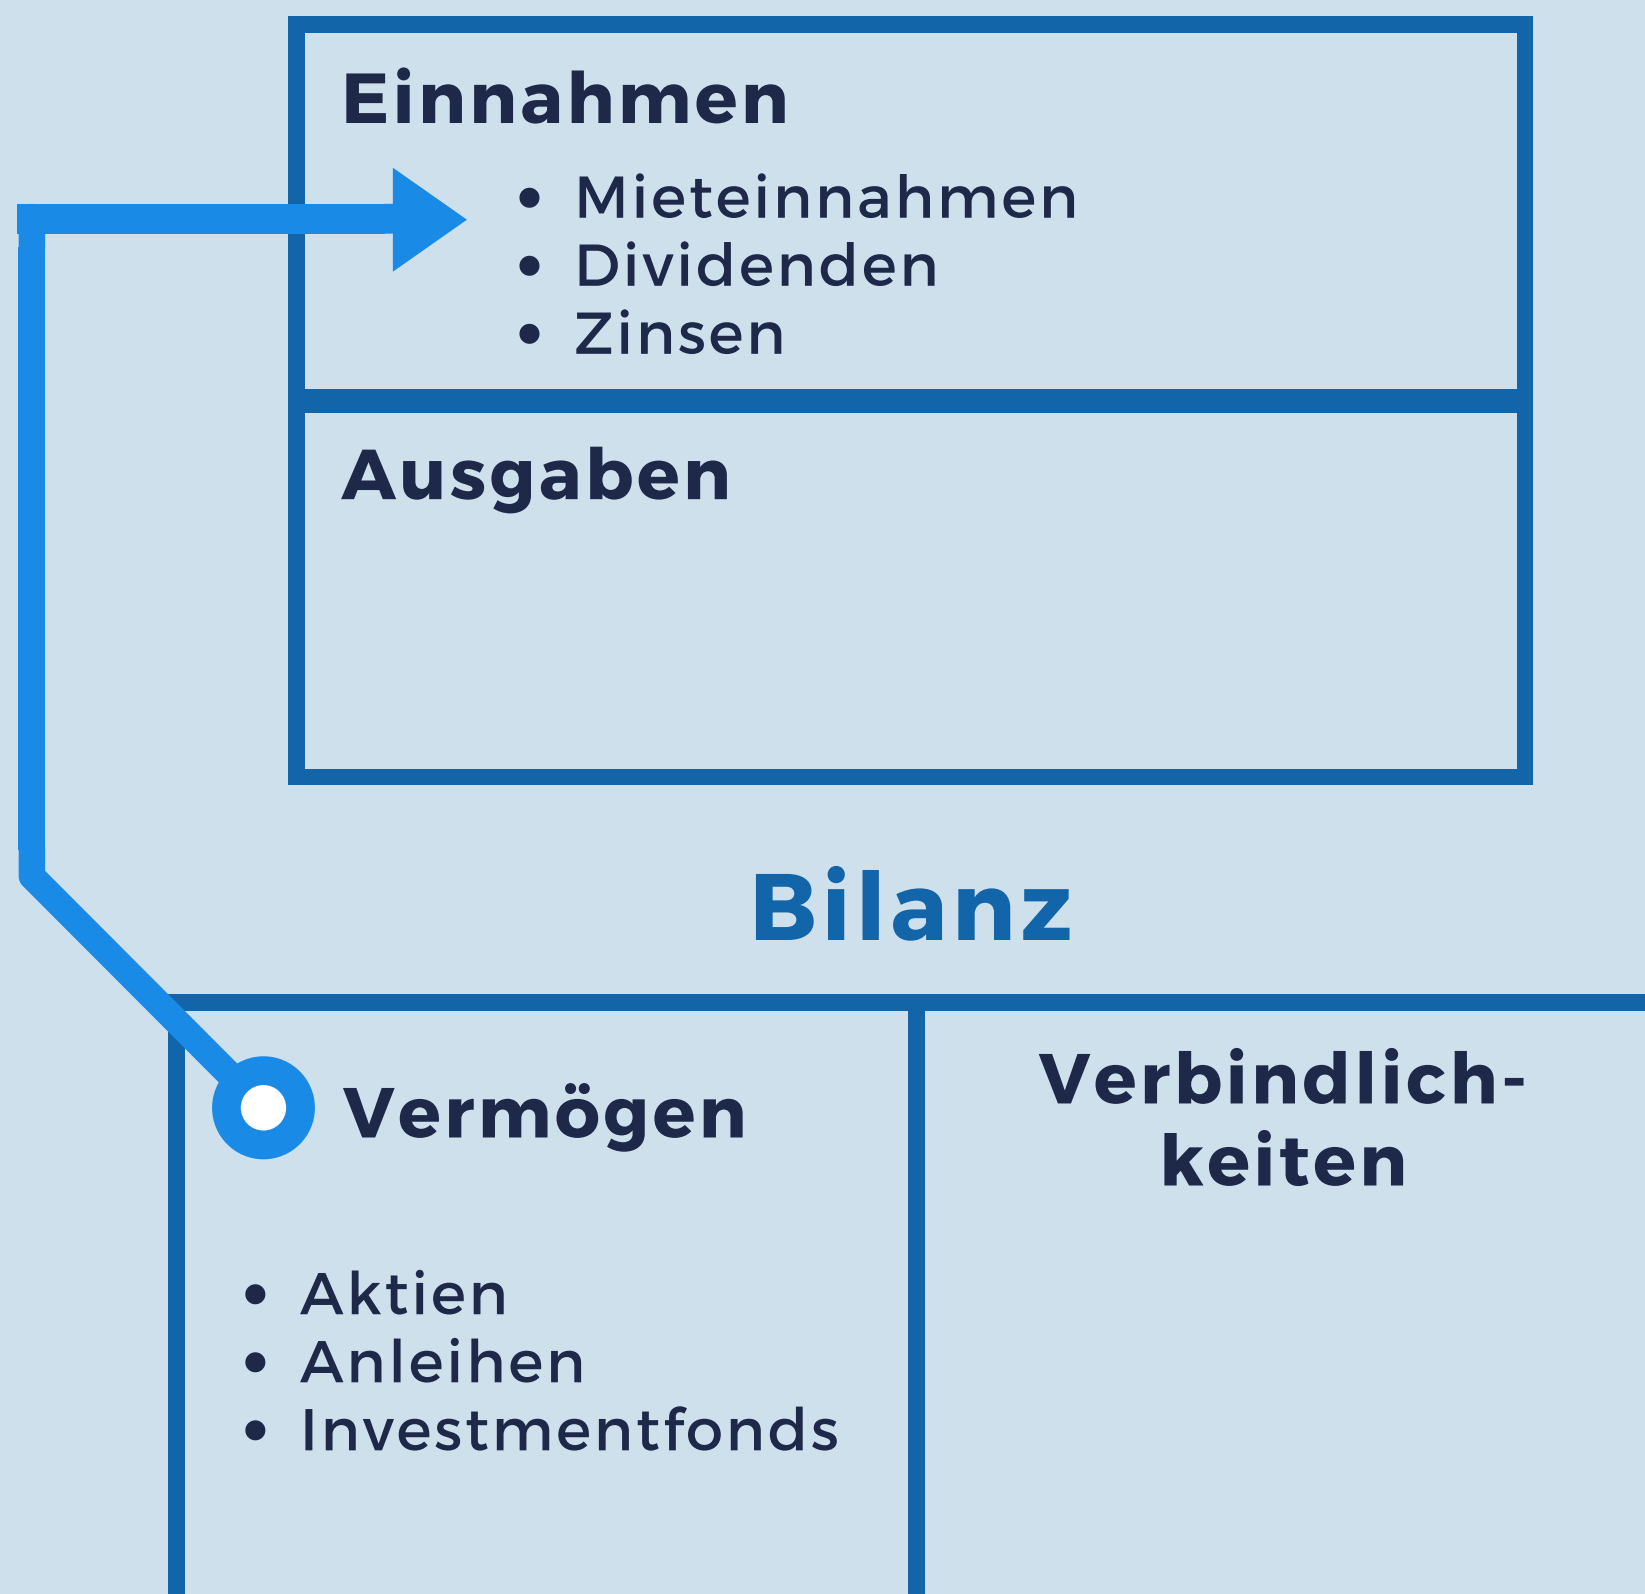 Einnahmen
• Mieteinnahmen
• Dividenden
• Zinsen
Ausgaben
Bilanz
Vermögen
• Aktien
• Anleihen
• Investmentfonds
Verbindlich-
keiten